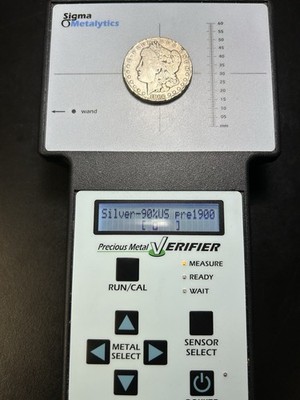 Sigma
Metalytics
wand
Silver-90%US pre1900
Precious Metal VERIFIER
MEASURE
READY
WAIT
RUN/CAL
METAL
SELECT
SENSOR
SELECT
POWER